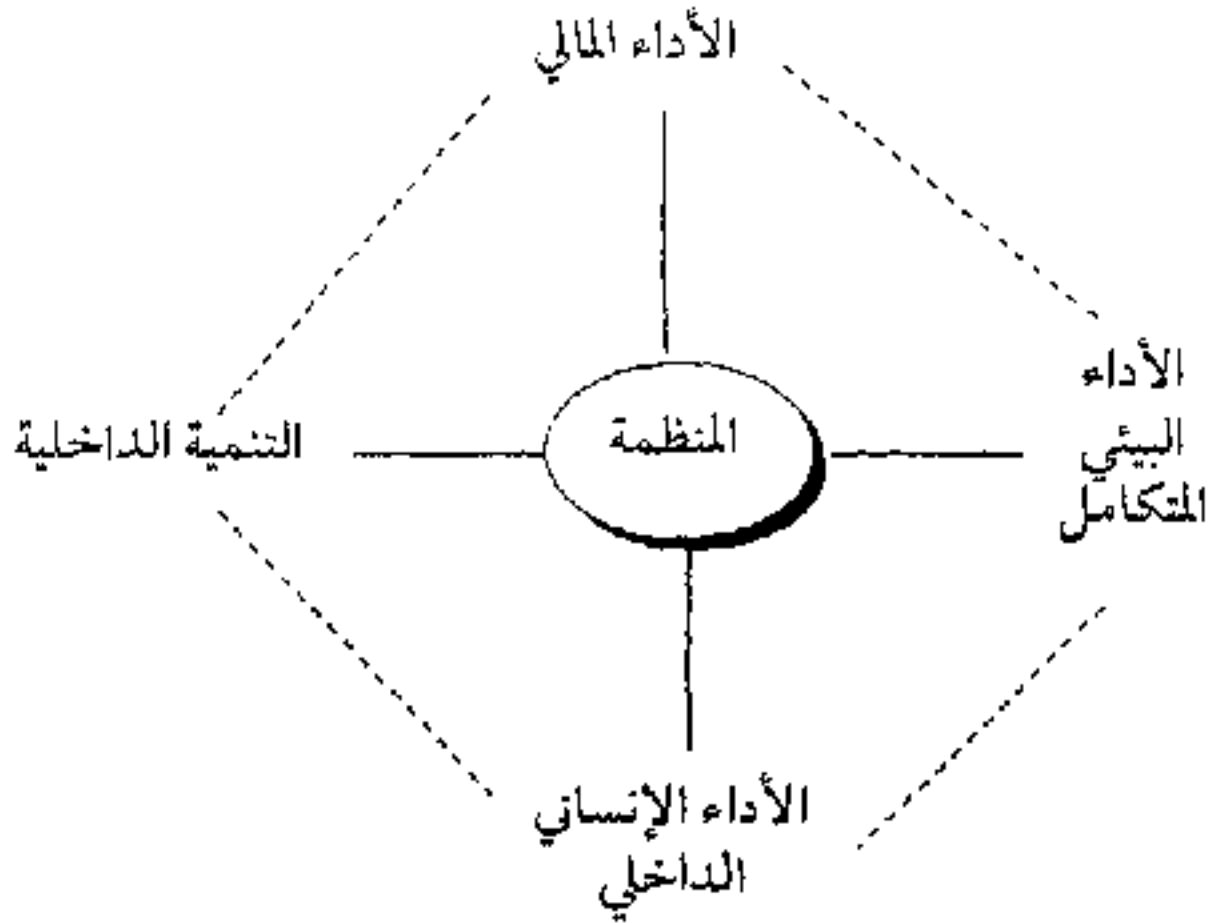 الأداء المالي
الأداء
البيئي
المتكامل
المنظمة
التنمية الداخلية
الأداء الإنساني
الداخلي